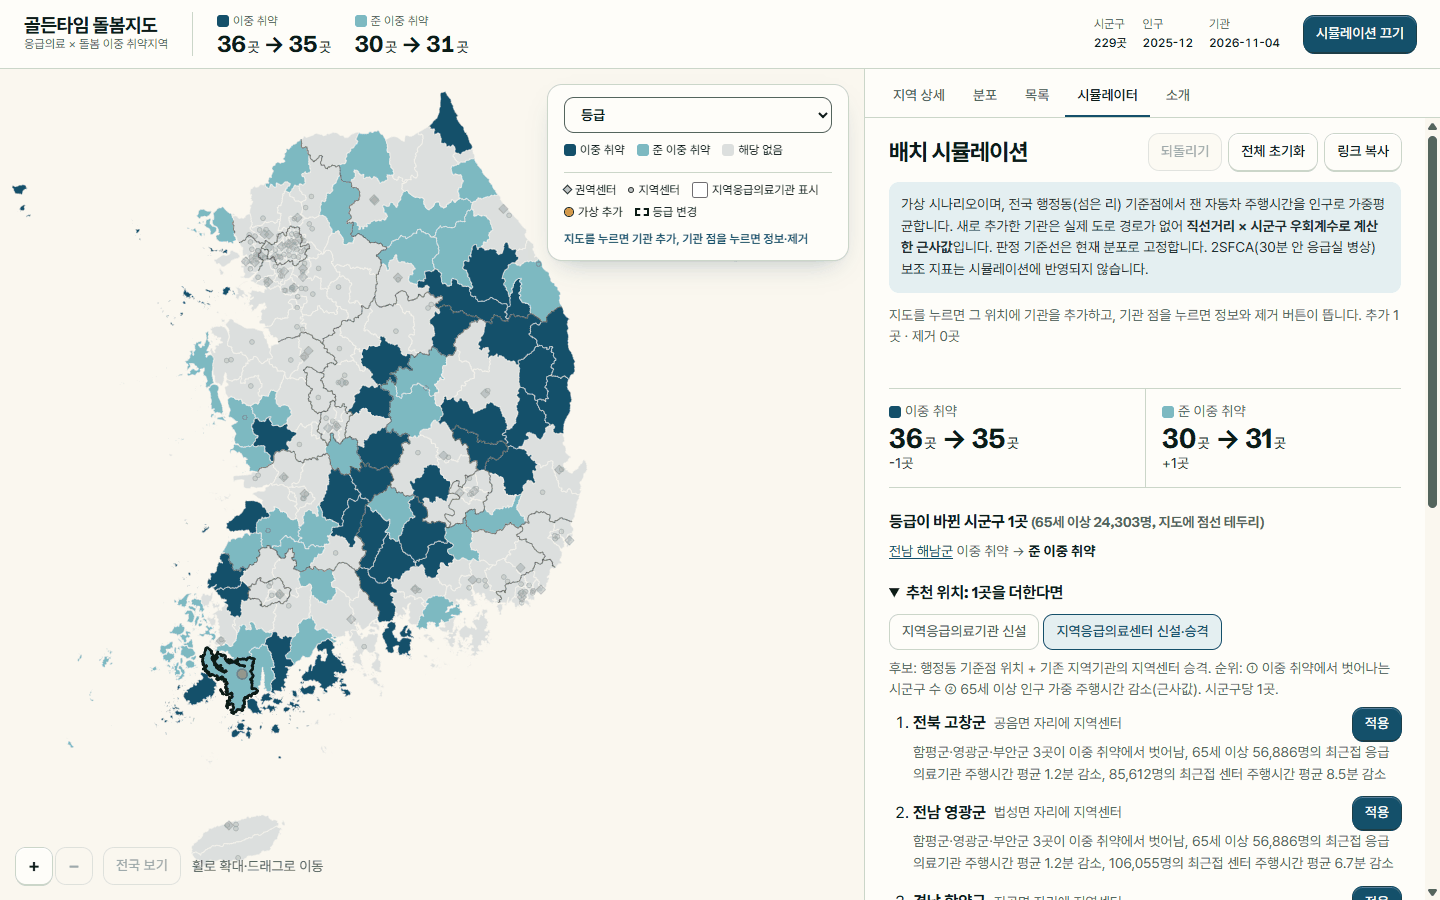 골든타임 돌봄지도
응급의료 × 돌봄 이중 취약지역
이중 취약
36곳 → 35곳
준 이중 취약
30곳 → 31곳
시군구 인구 기관
229곳 2025-12 2026-11-04
시뮬레이션 끄기
등급
이중 취약 준 이중 취약 해당 없음
권역센터 지역센터 지역응급의료기관 표시
가상 추가 등급 변경
지도를 누르면 기관 추가, 기관 점을 누르면 정보·제거
+ − 전국 보기 휠로 확대·드래그로 이동
지역 상세 분포 목록 시뮬레이터 소개
배치 시뮬레이션
되돌리기 전체 초기화 링크 복사
가상 시나리오이며, 전국 행정동(섬은 리) 기준점에서 잰 자동차 주행시간을 인구로 가중평
균합니다. 새로 추가한 기관은 실제 도로 경로가 없어 직선거리 × 시군구 우회계수로 계산
한 근사값입니다. 판정 기준선은 현재 분포로 고정합니다. 2SFCA(30분 안 응급실 병상)
보조 지표는 시뮬레이션에 반영되지 않습니다.
지도를 누르면 그 위치에 기관을 추가하고, 기관 점을 누르면 정보와 제거 버튼이 뜹니다. 추가 1
곳 · 제거 0곳
이중 취약
36곳 → 35곳
-1곳
준 이중 취약
30곳 → 31곳
+1곳
등급이 바뀐 시군구 1곳 (65세 이상 24,303명, 지도에 점선 테두리)
전남 해남군 이중 취약 → 준 이중 취약
▼ 추천 위치: 1곳을 더한다면
지역응급의료기관 신설 지역응급의료센터 신설·승격
후보: 행정동 기준점 위치 + 기존 지역기관의 지역센터 승격. 순위: ① 이중 취약에서 벗어나는
시군구 수 ② 65세 이상 인구 가중 주행시간 감소(근사값). 시군구당 1곳.
1. 전북 고창군 공음면 자리에 지역센터 적용
함평군·영광군·부안군 3곳이 이중 취약에서 벗어남, 65세 이상 56,886명의 최근접 응급
의료기관 주행시간 평균 1.2분 감소, 85,612명의 최근접 센터 주행시간 평균 8.5분 감소
2. 전남 영광군 법성면 자리에 지역센터 적용
함평군·영광군·부안군 3곳이 이중 취약에서 벗어남, 65세 이상 56,886명의 최근접 응급
의료기관 주행시간 평균 1.2분 감소, 106,055명의 최근접 센터 주행시간 평균 6.7분 감소